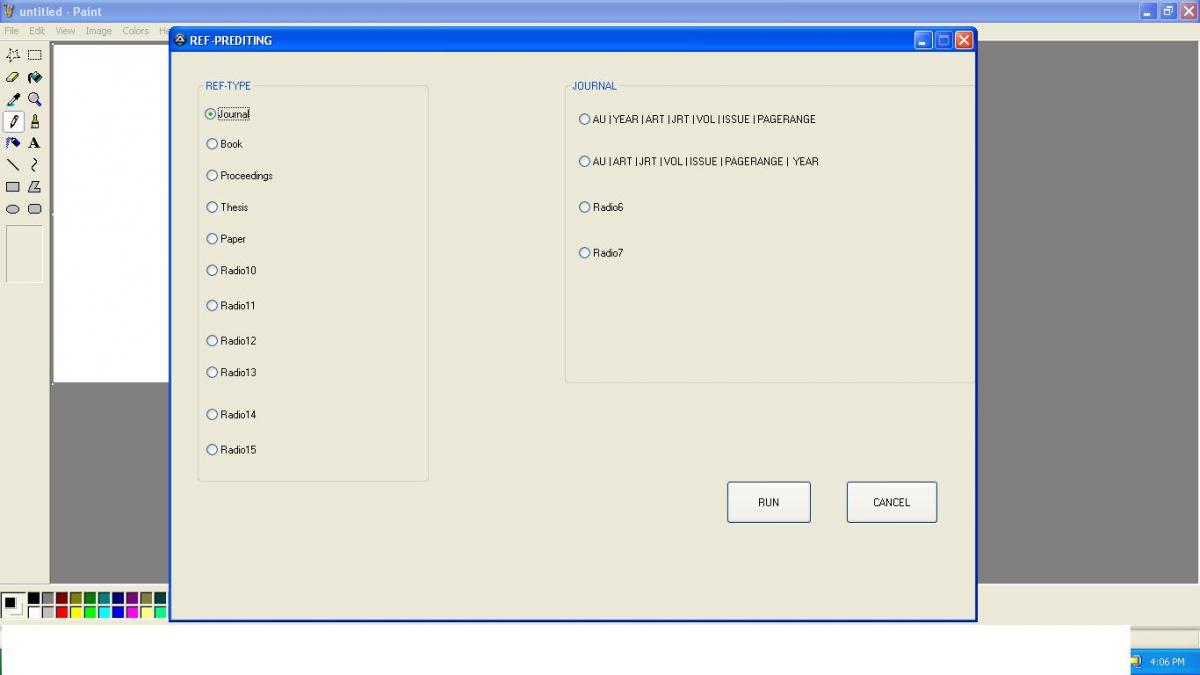 untitled - Paint
File Edit View Image Colors He
REF-PREDITING
REF-TYPE
Journal
Book
Proceedings
Thesis
Paper
Radio10
Radio11
Radio12
Radio13
Radio14
Radio15
JOURNAL
AU | YEAR | ART | JRT | VOL | ISSUE | PAGERANGE
AU | ART | JRT | VOL | ISSUE | PAGERANGE | YEAR
Radio6
Radio7
RUN
CANCEL
A
4:06 PM